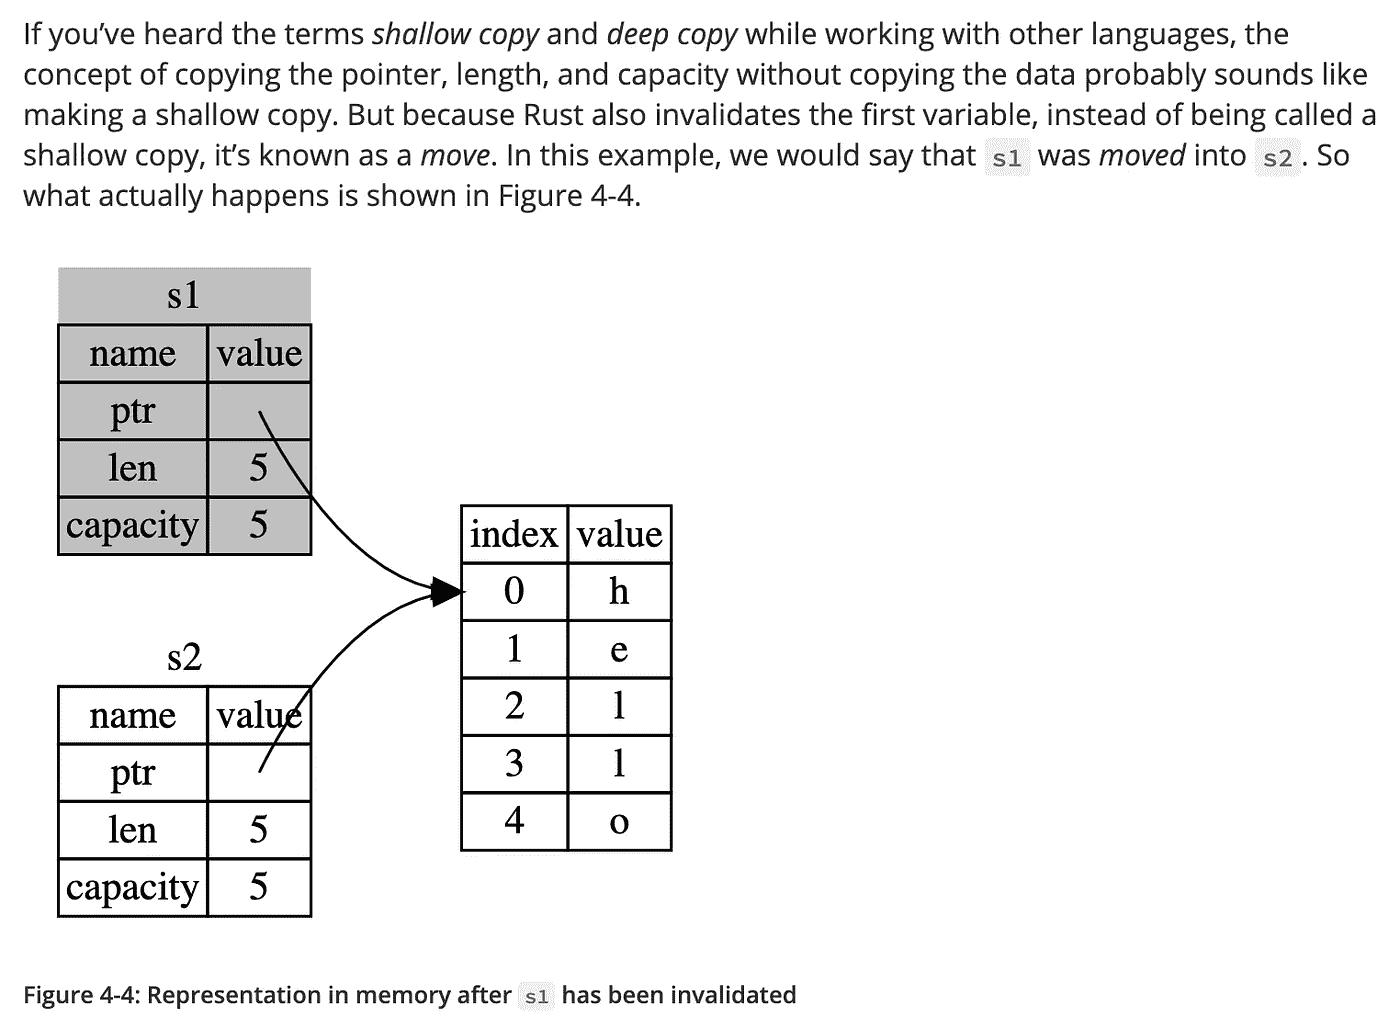 If you’ve heard the terms shallow copy and deep copy while working with other languages, the
concept of copying the pointer, length, and capacity without copying the data probably sounds like
making a shallow copy. But because Rust also invalidates the first variable, instead of being called a
shallow copy, it’s known as a move. In this example, we would say that s1 was moved into s2. So
what actually happens is shown in Figure 4-4.
s1
name value
ptr
len 5
capacity 5
s2
name value
ptr
len 5
capacity 5
index value
0 h
1 e
2 l
3 l
4 o
Figure 4-4: Representation in memory after s1 has been invalidated